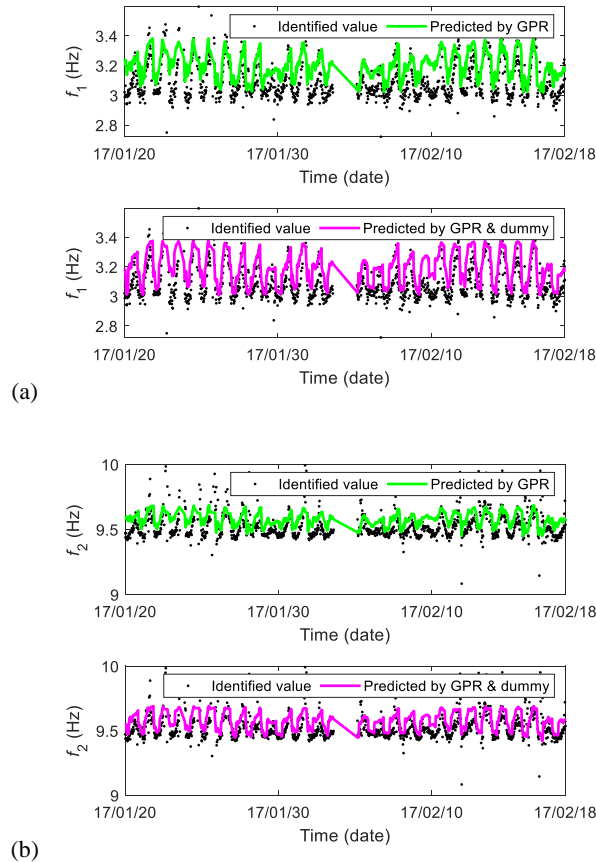 Identified value Predicted by GPR
3.4
3.2
3
2.8
f1 (Hz)
17/01/20 17/01/30 17/02/10 17/02/18
Time (date)
Identified value Predicted by GPR & dummy
3.4
3.2
3
2.8
f1 (Hz)
17/01/20 17/01/30 17/02/10 17/02/18
Time (date)
(a)
10
Identified value Predicted by GPR
9.5
9
f2 (Hz)
17/01/20 17/01/30 17/02/10 17/02/18
Time (date)
10
Identified value Predicted by GPR & dummy
9.5
9
f2 (Hz)
17/01/20 17/01/30 17/02/10 17/02/18
Time (date)
(b)